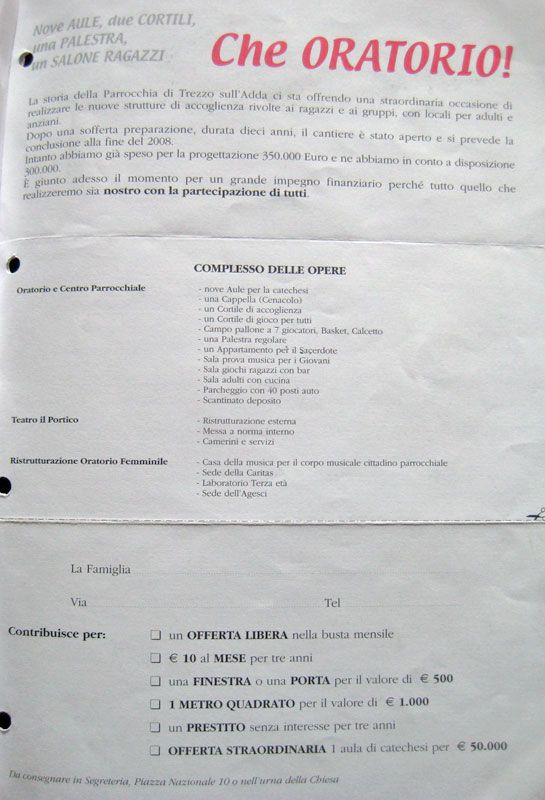 Nove AULE, due CORTILI,
una PALESTRA,
un SALONE RAGAZZI
Che ORATORIO!
La storia della Parrocchia di Trezzo sull'Adda ci sta offrendo una straordinaria occasione di
realizzare le nuove strutture di accoglienza rivolte ai ragazzi e ai gruppi, con locali per adulti e
anziani.
Dopo una sofferta preparazione, durata dieci anni, il cantiere è stato aperto e si prevede la
conclusione alla fine del 2008.
Intanto abbiamo già speso per la progettazione 350.000 Euro e ne abbiamo in conto a disposizione
300.000.
È giunto adesso il momento per un grande impegno finanziario perché tutto quello che
realizzeremo sia nostro con la partecipazione di tutti.
COMPLESSO DELLE OPERE
Oratorio e Centro Parrocchiale
- nove Aule per la catechesi
- una Cappella (Cenacolo)
- un Cortile di accoglienza
- un Cortile di gioco per tutti
- Campo pallone a 7 giocatori, Basket, Calcetto
- una Palestra regolare
- un Appartamento per il Saçerdote
- Sala prova musica per i Giovani
- Sala giochi ragazzi con bar
- Sala adulti con cucina
- Parcheggio con 40 posti auto
- Scantinato deposito
Teatro il Portico
- Ristrutturazione esterna
- Messa a norma interno
- Camerini e servizi
Ristrutturazione Oratorio Femminile
- Casa della musica per il corpo musicale cittadino parrocchiale
- Sede della Caritas
- Laboratorio Terza età
- Sede dell'Agesci
La Famiglia
Via Tel
Contribuisce per:
❏ un OFFERTA LIBERA nella busta mensile
❏ € 10 al MESE per tre anni
❏ una FINESTRA o una PORTA per il valore di € 500
❏ 1 METRO QUADRATO per il valore di € 1.000
❏ un PRESTITO senza interesse per tre anni
❏ OFFERTA STRAORDINARIA 1 aula di catechesi per € 50.000
Da consegnare in Segreteria, Piazza Nazionale 10 o nell'urna della Chiesa